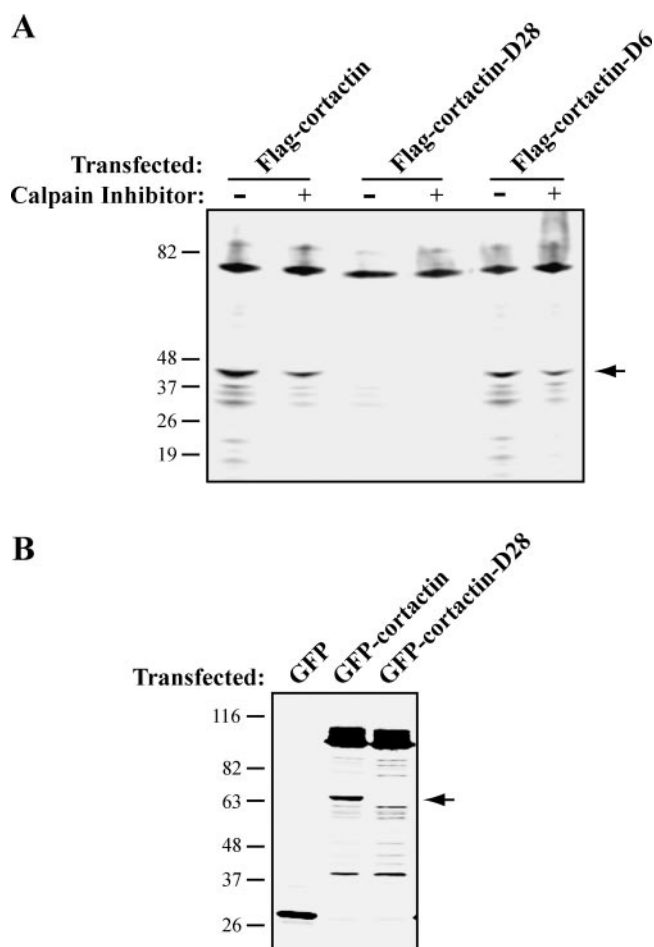 A
Flag-cortactin
Flag-cortactin-D28
Flag-cortactin-D6
Transfected:
Calpain Inhibitor: - + - + - +
82
48
37
26
19
B
GFP
GFP-cortactin
GFP-cortactin-D28
Transfected:
116
82
63
48
37
26